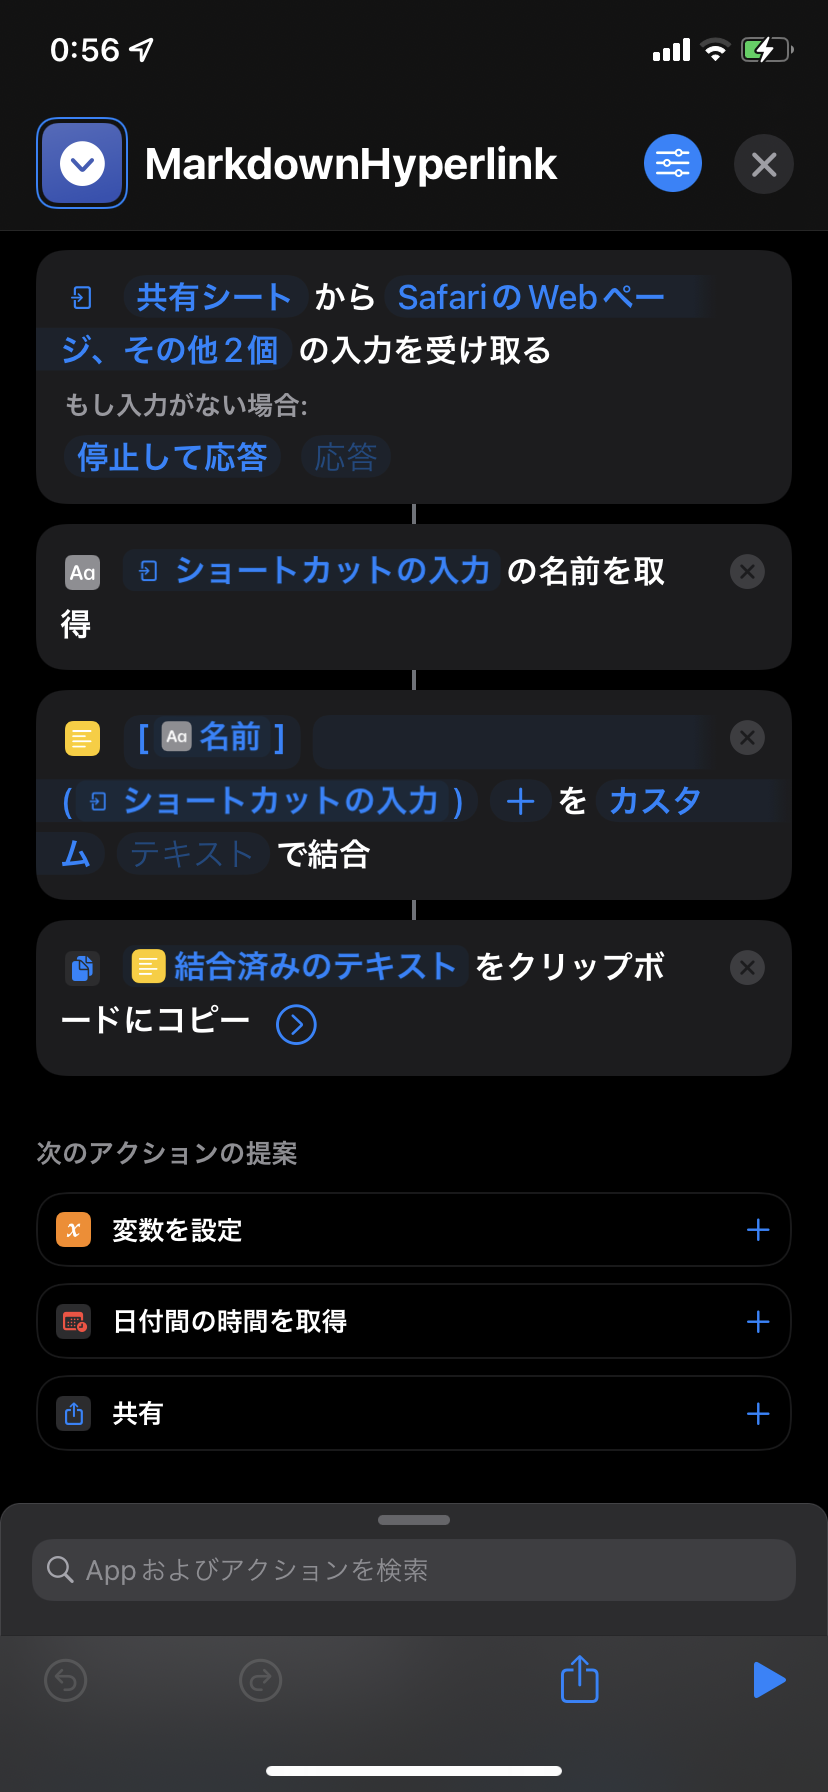 0:56
MarkdownHyperlink
共有シート から SafariのWebペー
ジ、その他2個 の入力を受け取る
もし入力がない場合:
停止して応答 応答
Aa ショートカットの入力 の名前を取
得
[ Aa 名前 ]
( ショートカットの入力 ) + を カスタ
ム テキスト で結合
結合済みのテキスト をクリップボ
ードにコピー
次のアクションの提案
x 変数を設定
日付間の時間を取得
共有
Appおよびアクションを検索